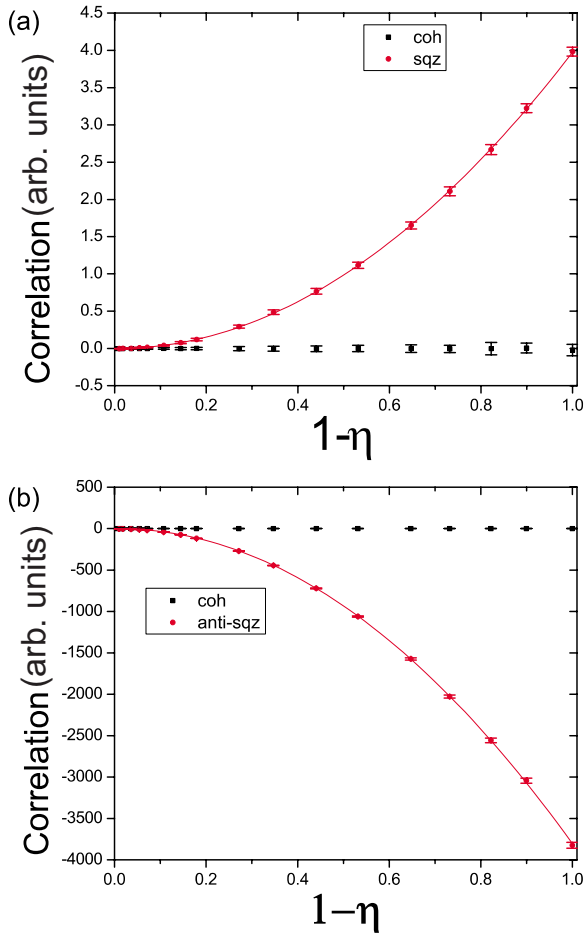 (a)
4.5
4.0
3.5
3.0
2.5
2.0
1.5
1.0
0.5
0.0
-0.5
Correlation(arb. units)
coh
sqz
0.0 0.2 0.4 0.6 0.8 1.0
1-η
(b)
500
0
-500
-1000
-1500
-2000
-2500
-3000
-3500
-4000
Correlation(arb. units)
coh
anti-sqz
0.0 0.2 0.4 0.6 0.8 1.0
1−η